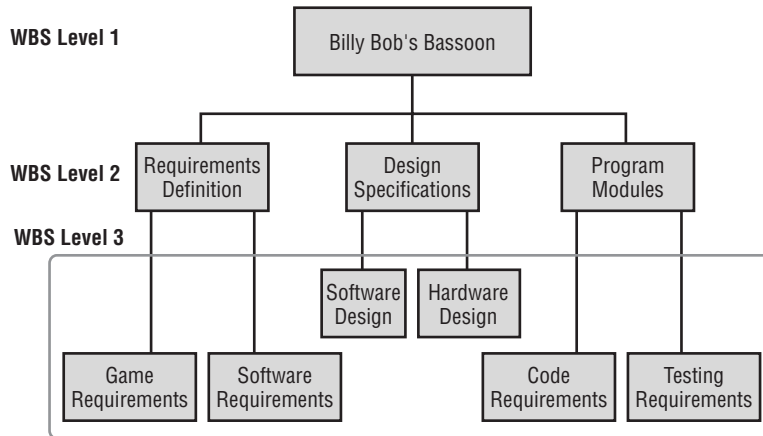 WBS Level 1
Billy Bob's Bassoon
WBS Level 2
Requirements
Definition
Design
Specifications
Program
Modules
WBS Level 3
Software
Design
Hardware
Design
Game
Requirements
Software
Requirements
Code
Requirements
Testing
Requirements